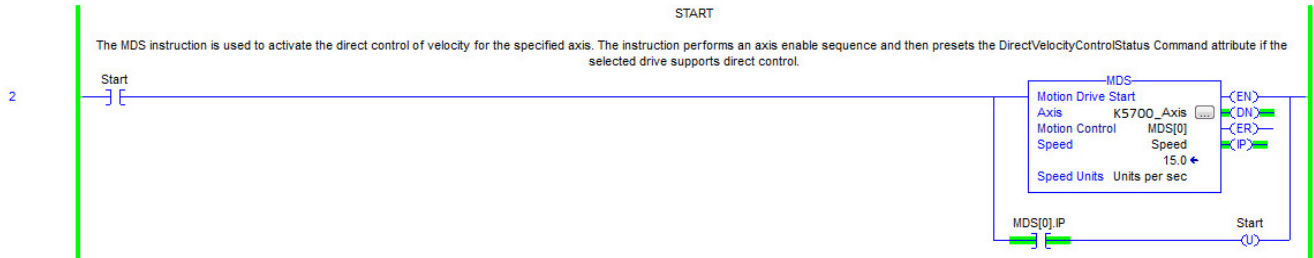 START
The MDS instruction is used to activate the direct control of velocity for the specified axis. The instruction performs an axis enable sequence and then presets the DirectVelocityControlStatus Command attribute if the
selected drive supports direct control.
Start
2
MDS
Motion Drive Start
Axis K5700_Axis ...
Motion Control MDS[0]
Speed Speed
15.0
Speed Units Units per sec
EN
DN
ER
IP
MDS[0].IP
Start
U